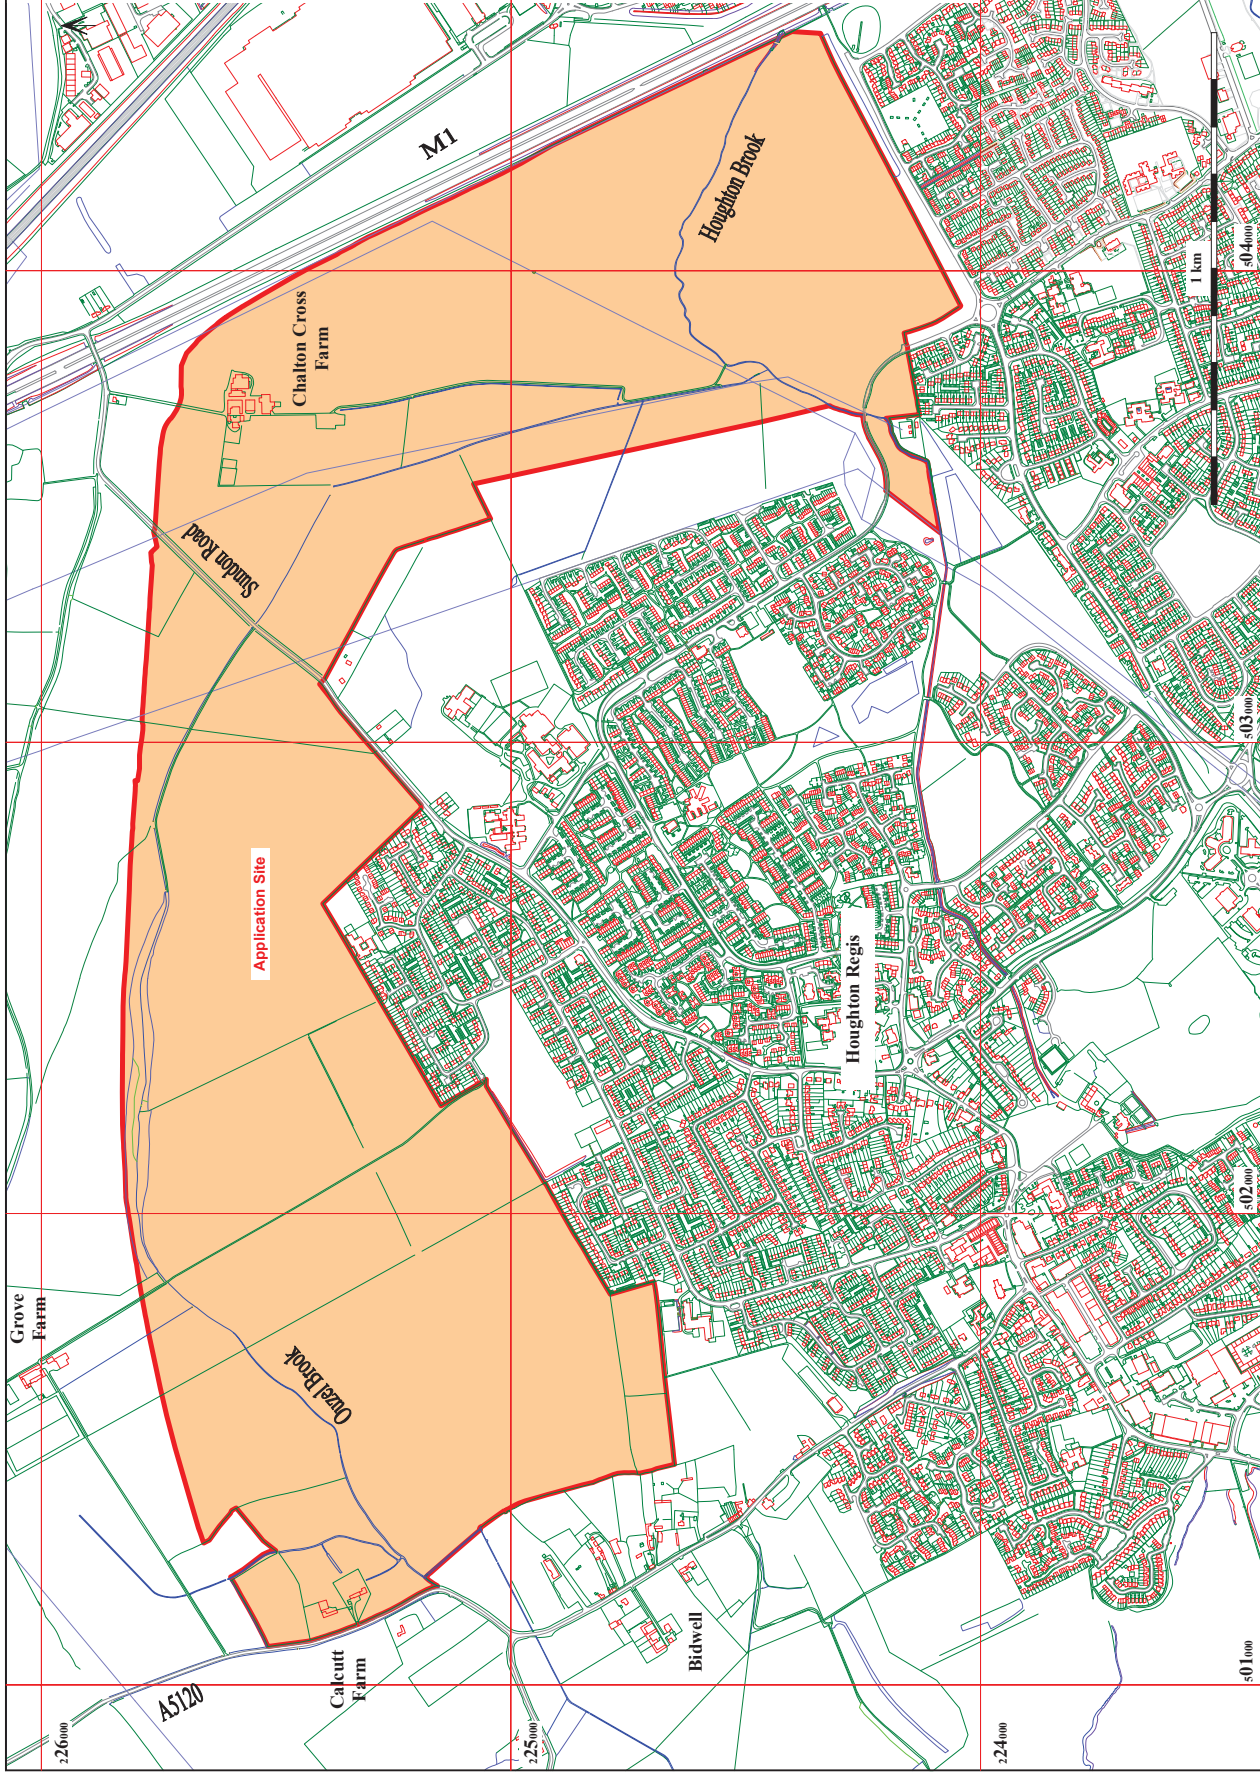 Grove
Farm
A5120
Calcutt
Farm
Ouzel Brook
Bidwell
Application Site
Houghton Regis
Sundon Road
Chalton Cross
Farm
M1
Houghton Brook
1 km
226000
225000
224000
501000
502000
503000
504000